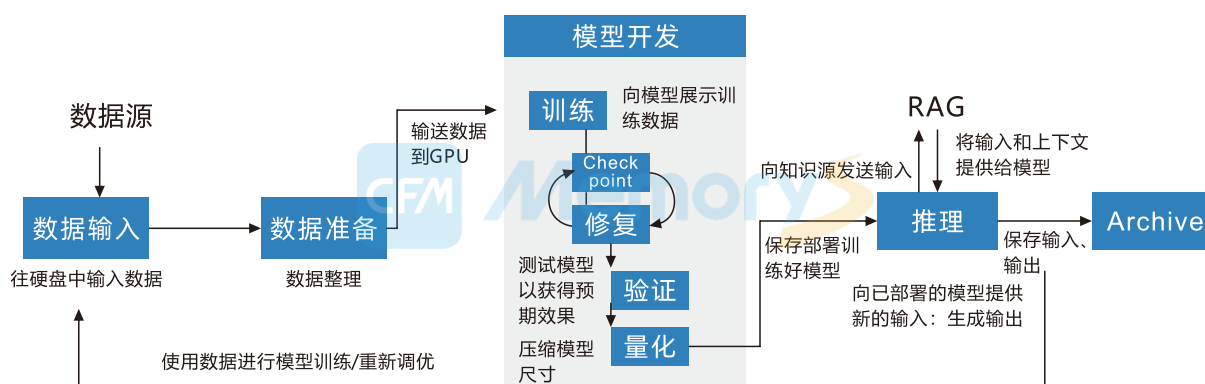 模型开发
数据源
数据输入
往硬盘中输入数据
数据准备
数据整理
输送数据
到GPU
训练
向模型展示训
练数据
Check
point
修复
测试模型
以获得预
期效果
验证
量化
压缩模型
尺寸
保存部署训
练好模型
RAG
向知识源发送输入
将输入和上下文
提供给模型
推理
向已部署的模型提供
新的输入：生成输出
保存输入、
输出
Archive
使用数据进行模型训练/重新调优
CFM
MemoryS